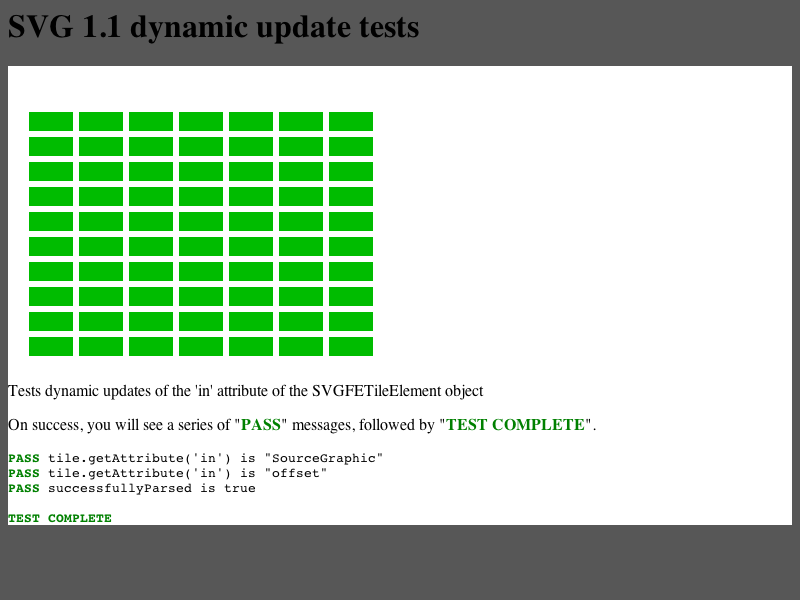 SVG 1.1 dynamic update tests
Tests dynamic updates of the 'in' attribute of the SVGFETileElement object
On success, you will see a series of "PASS" messages, followed by "TEST COMPLETE".
PASS tile.getAttribute('in') is "SourceGraphic"
PASS tile.getAttribute('in') is "offset"
PASS successfullyParsed is true
TEST COMPLETE